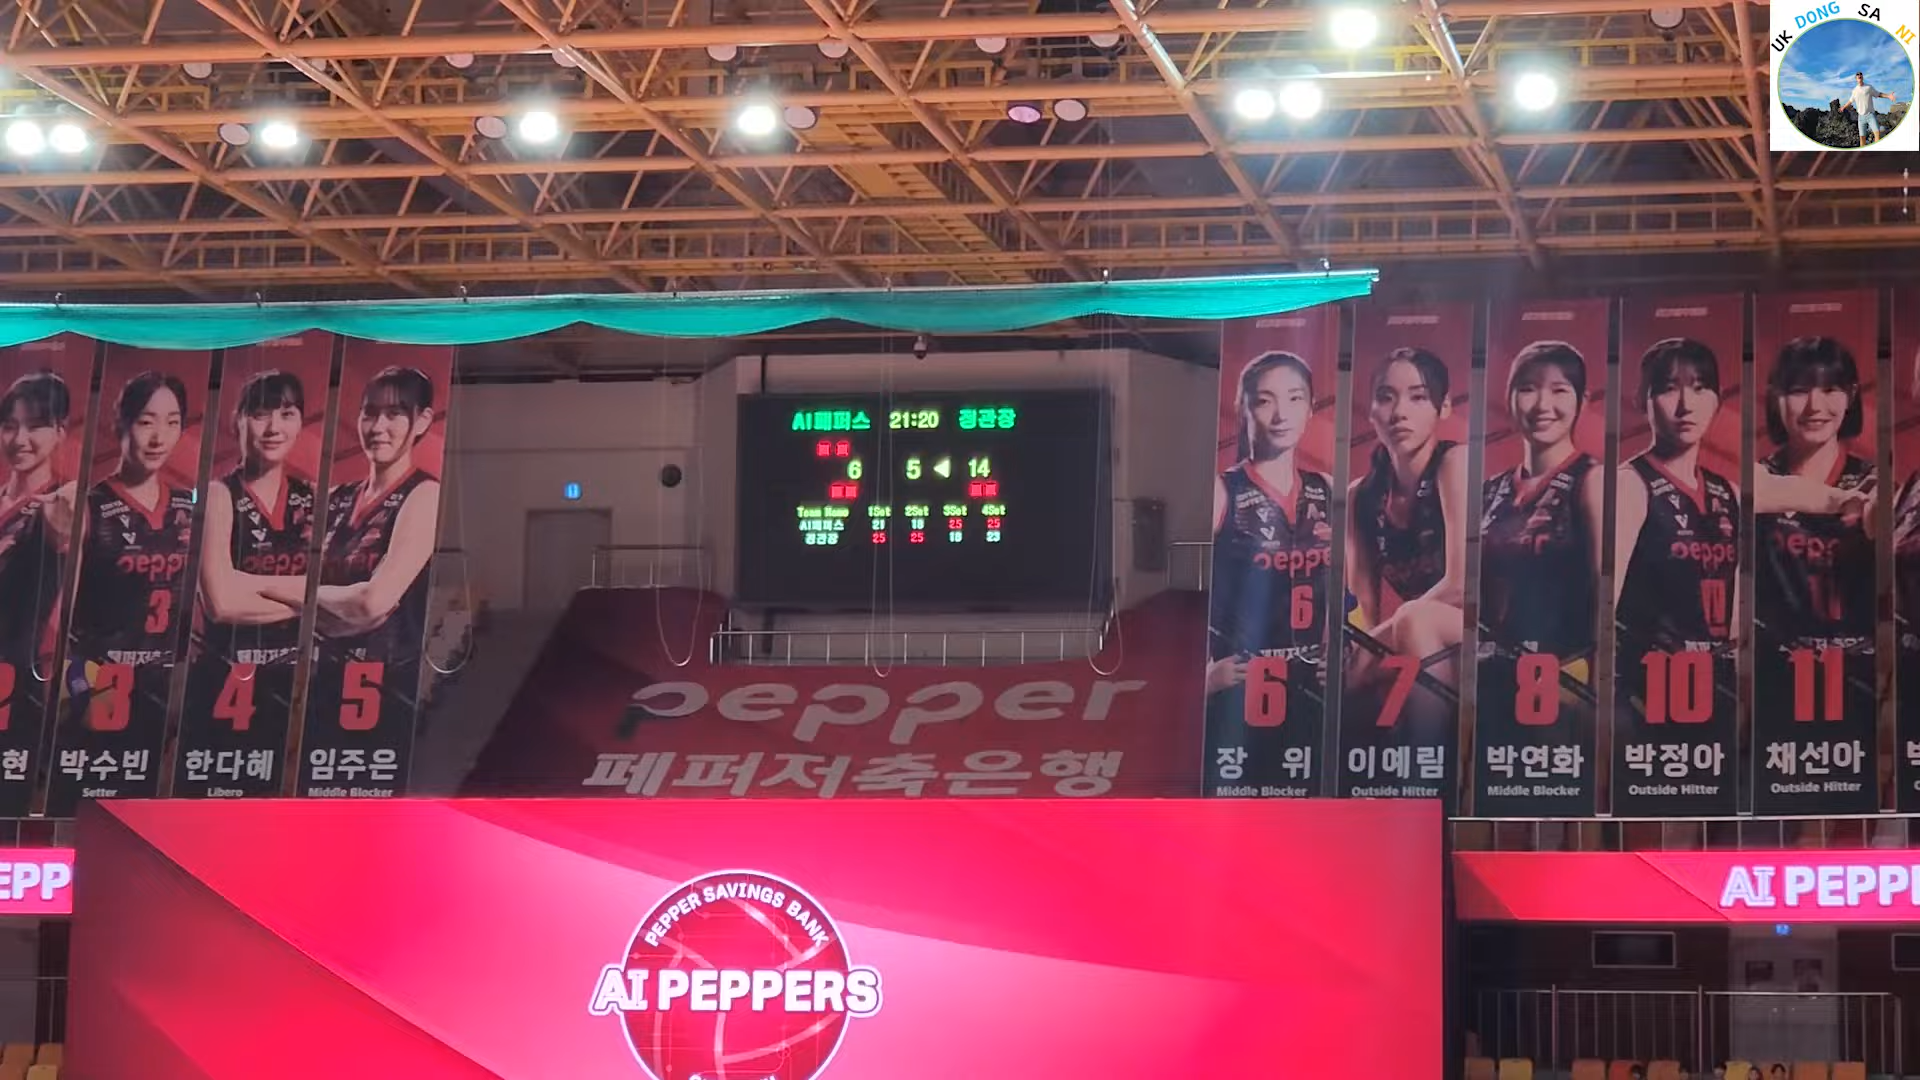 UK DONG SA NI
AI페퍼스 21:20 정관장
6 5 ◀ 14
Team Name 1Set 2Set 3Set 4Set
AI페퍼스 21 18 25 25
정관장 25 25 18 23
pepper
페퍼저축은행
3
현
박수빈
Setter
4
한다혜
Libero
5
임주은
Middle Blocker
pepper
6
6
장 위
Middle Blocker
7
이예림
Outside Hitter
8
박연화
Middle Blocker
10
박정아
Outside Hitter
11
채선아
Outside Hitter
EPP
PEPPER SAVINGS BANK
AI PEPPERS
AI PEPP